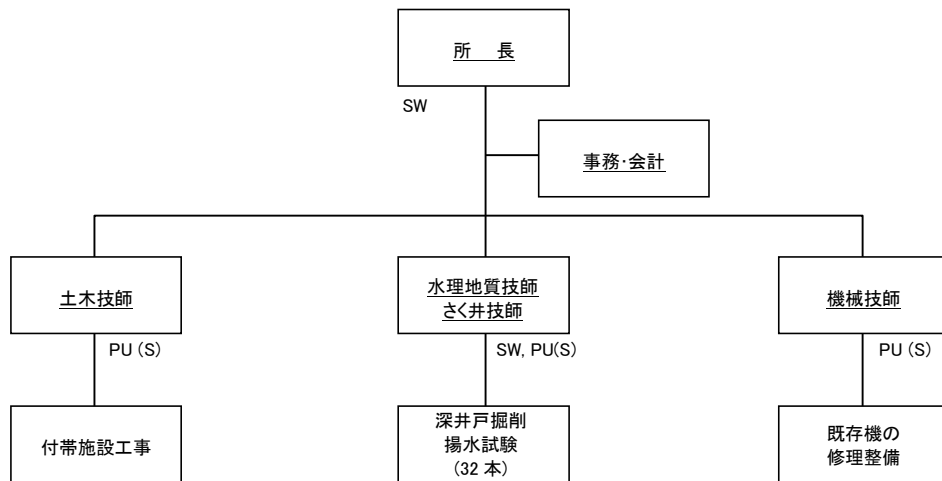 所 長
SW
事務・会計
土木技師
水理地質技師
さく井技師
機械技師
PU (S)
SW, PU(S)
PU (S)
付帯施設工事
深井戸掘削
揚水試験
(32 本)
既存機の
修理整備